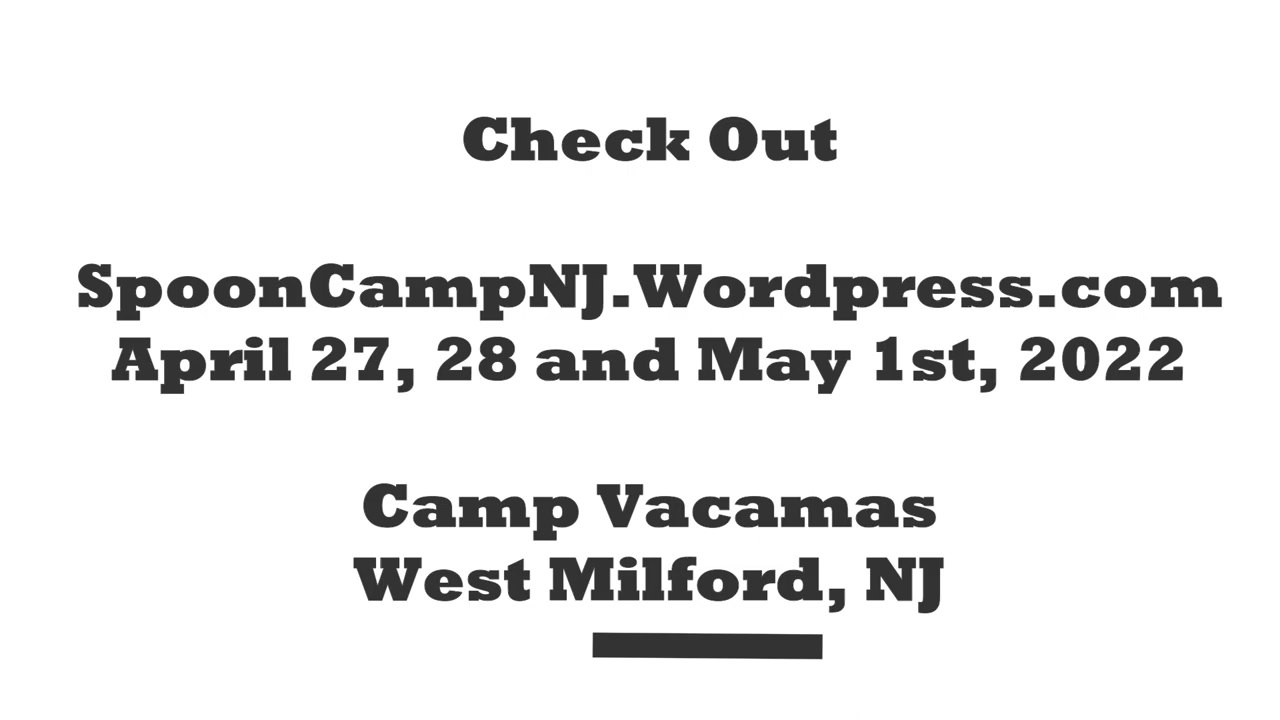 Check Out
SpoonCampNJ.Wordpress.com
April 27, 28 and May 1st, 2022
Camp Vacamas
West Milford, NJ